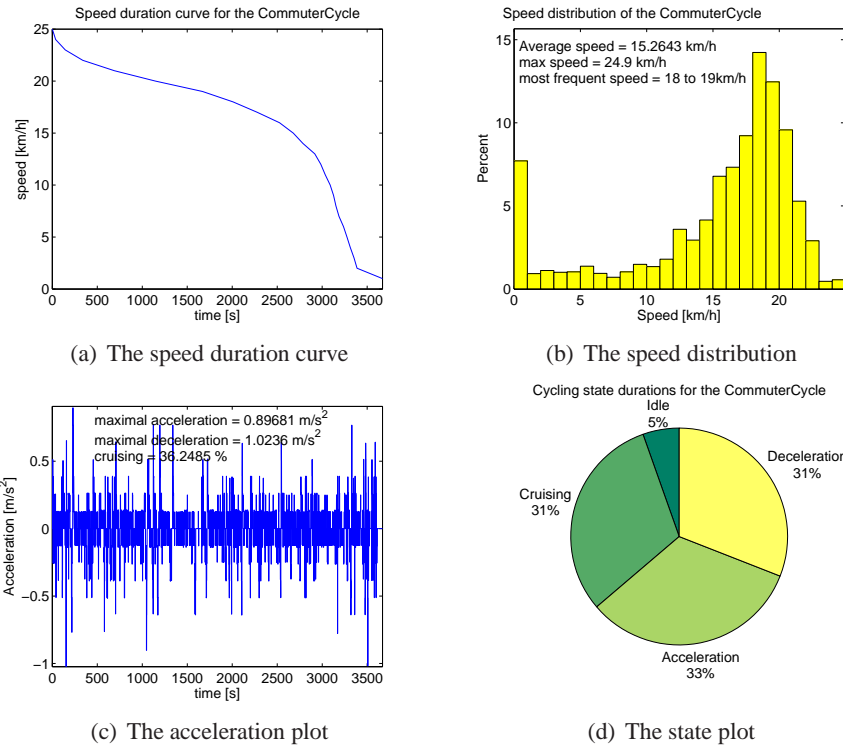 Speed duration curve for the CommuterCycle
25
20
15
10
5
0
speed [km/h]
0 500 1000 1500 2000 2500 3000 3500
time [s]
(a) The speed duration curve
Speed distribution of the CommuterCycle
Average speed = 15.2643 km/h
max speed = 24.9 km/h
most frequent speed = 18 to 19km/h
15
10
5
0
Percent
0 5 10 15 20
Speed [km/h]
(b) The speed distribution
maximal acceleration = 0.89681 m/s2
maximal deceleration = 1.0236 m/s2
cruising = 36.2485 %
0.5
0
−0.5
−1
Acceleration [m/s2]
0 500 1000 1500 2000 2500 3000 3500
time [s]
(c) The acceleration plot
Cycling state durations for the CommuterCycle
Idle
5%
Deceleration
31%
Cruising
31%
Acceleration
33%
(d) The state plot